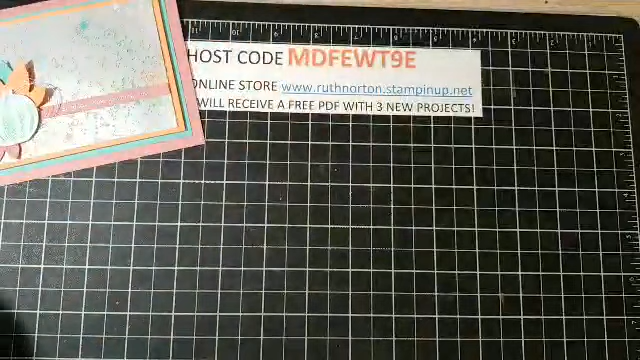 HOST CODE MDFEWT9E
ONLINE STORE www.ruthnorton.stampinup.net
WILL RECEIVE A FREE PDF WITH 3 NEW PROJECTS!